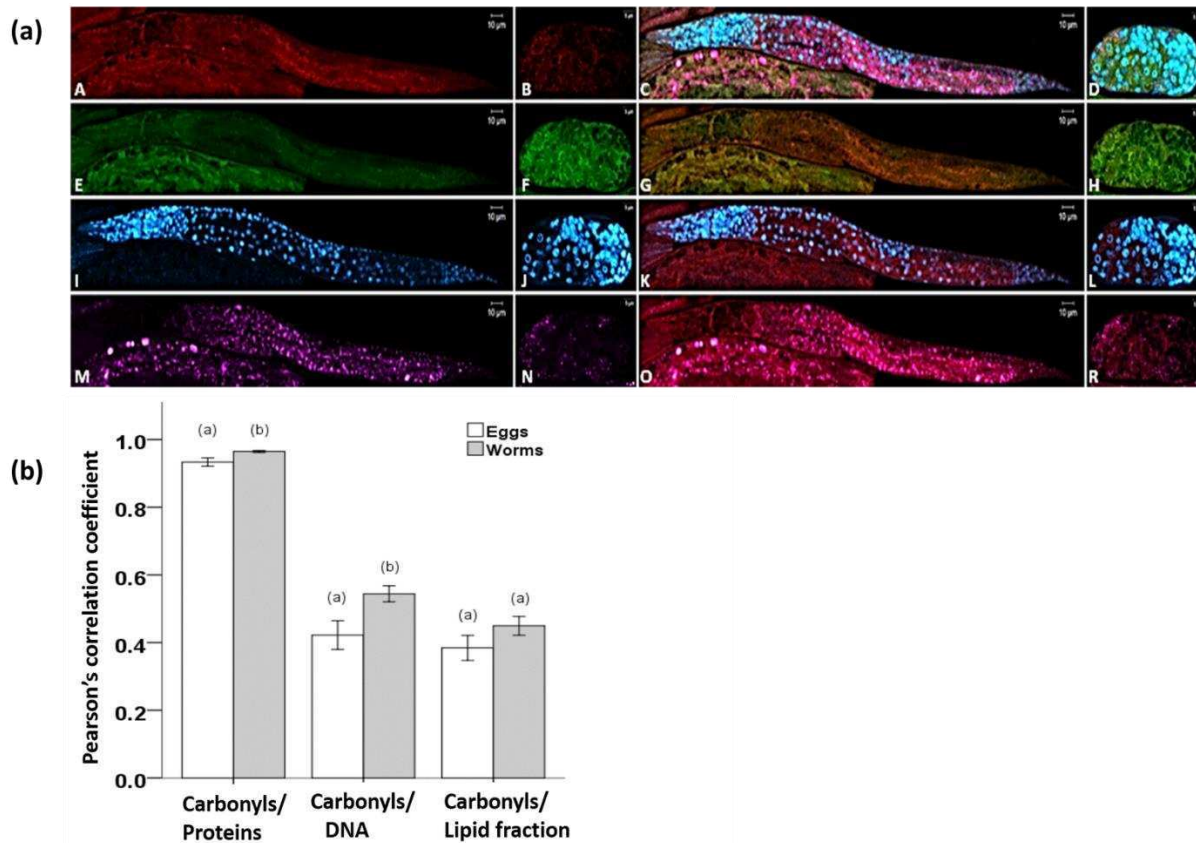 (a)
A
10 µm
B
C
10 µm
D
E
10 µm
F
G
10 µm
H
I
10 µm
J
K
10 µm
L
M
10 µm
N
O
10 µm
R
(b)
Pearson's correlation coefficient
1.0
0.8
0.6
0.4
0.2
0.0
(a) (b)
(a) (b)
(a) (a)
Eggs
Worms
Carbonyls/
Proteins
Carbonyls/
DNA
Carbonyls/
Lipid fraction